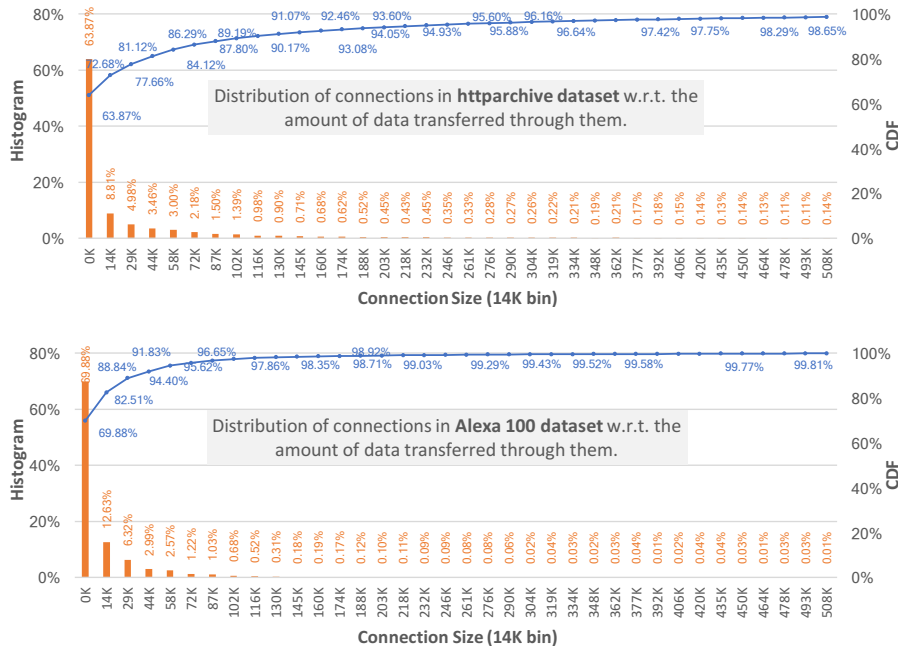 100%
80%
60%
40%
20%
0%
CDF
80%
60%
40%
20%
0%
Histogram
63.87%
8.81%
4.98%
3.46%
3.00%
2.18%
1.50%
1.39%
0.98%
0.90%
0.71%
0.68%
0.62%
0.52%
0.45%
0.43%
0.45%
0.35%
0.33%
0.28%
0.27%
0.26%
0.22%
0.21%
0.19%
0.21%
0.17%
0.18%
0.15%
0.14%
0.13%
0.14%
0.13%
0.11%
0.11%
0.14%
63.87%
72.68%
77.66%
81.12%
84.12%
86.29%
87.80%
89.19%
90.17%
91.07%
92.46%
93.08%
93.60%
94.05%
94.93%
95.60%
95.88%
96.16%
96.64%
97.42%
97.75%
98.29%
98.65%
Distribution of connections in httparchive dataset w.r.t. the
amount of data transferred through them.
0K
14K
29K
44K
58K
72K
87K
102K
116K
130K
145K
160K
174K
188K
203K
218K
232K
246K
261K
276K
290K
304K
319K
334K
348K
362K
377K
392K
406K
420K
435K
450K
464K
478K
493K
508K
Connection Size (14K bin)
100%
80%
60%
40%
20%
0%
CDF
80%
60%
40%
20%
0%
Histogram
69.88%
12.63%
6.32%
2.99%
2.57%
1.22%
1.03%
0.68%
0.52%
0.31%
0.18%
0.19%
0.17%
0.12%
0.10%
0.11%
0.09%
0.09%
0.08%
0.08%
0.06%
0.02%
0.04%
0.03%
0.02%
0.03%
0.04%
0.01%
0.02%
0.04%
0.04%
0.03%
0.01%
0.03%
0.03%
0.01%
69.88%
82.51%
88.84%
91.83%
94.40%
95.62%
96.65%
97.86%
98.35%
98.71%
98.92%
99.03%
99.29%
99.43%
99.52%
99.58%
99.77%
99.81%
Distribution of connections in Alexa 100 dataset w.r.t. the
amount of data transferred through them.
0K
14K
29K
44K
58K
72K
87K
102K
116K
130K
145K
160K
174K
188K
203K
218K
232K
246K
261K
276K
290K
304K
319K
334K
348K
362K
377K
392K
406K
420K
435K
450K
464K
478K
493K
508K
Connection Size (14K bin)